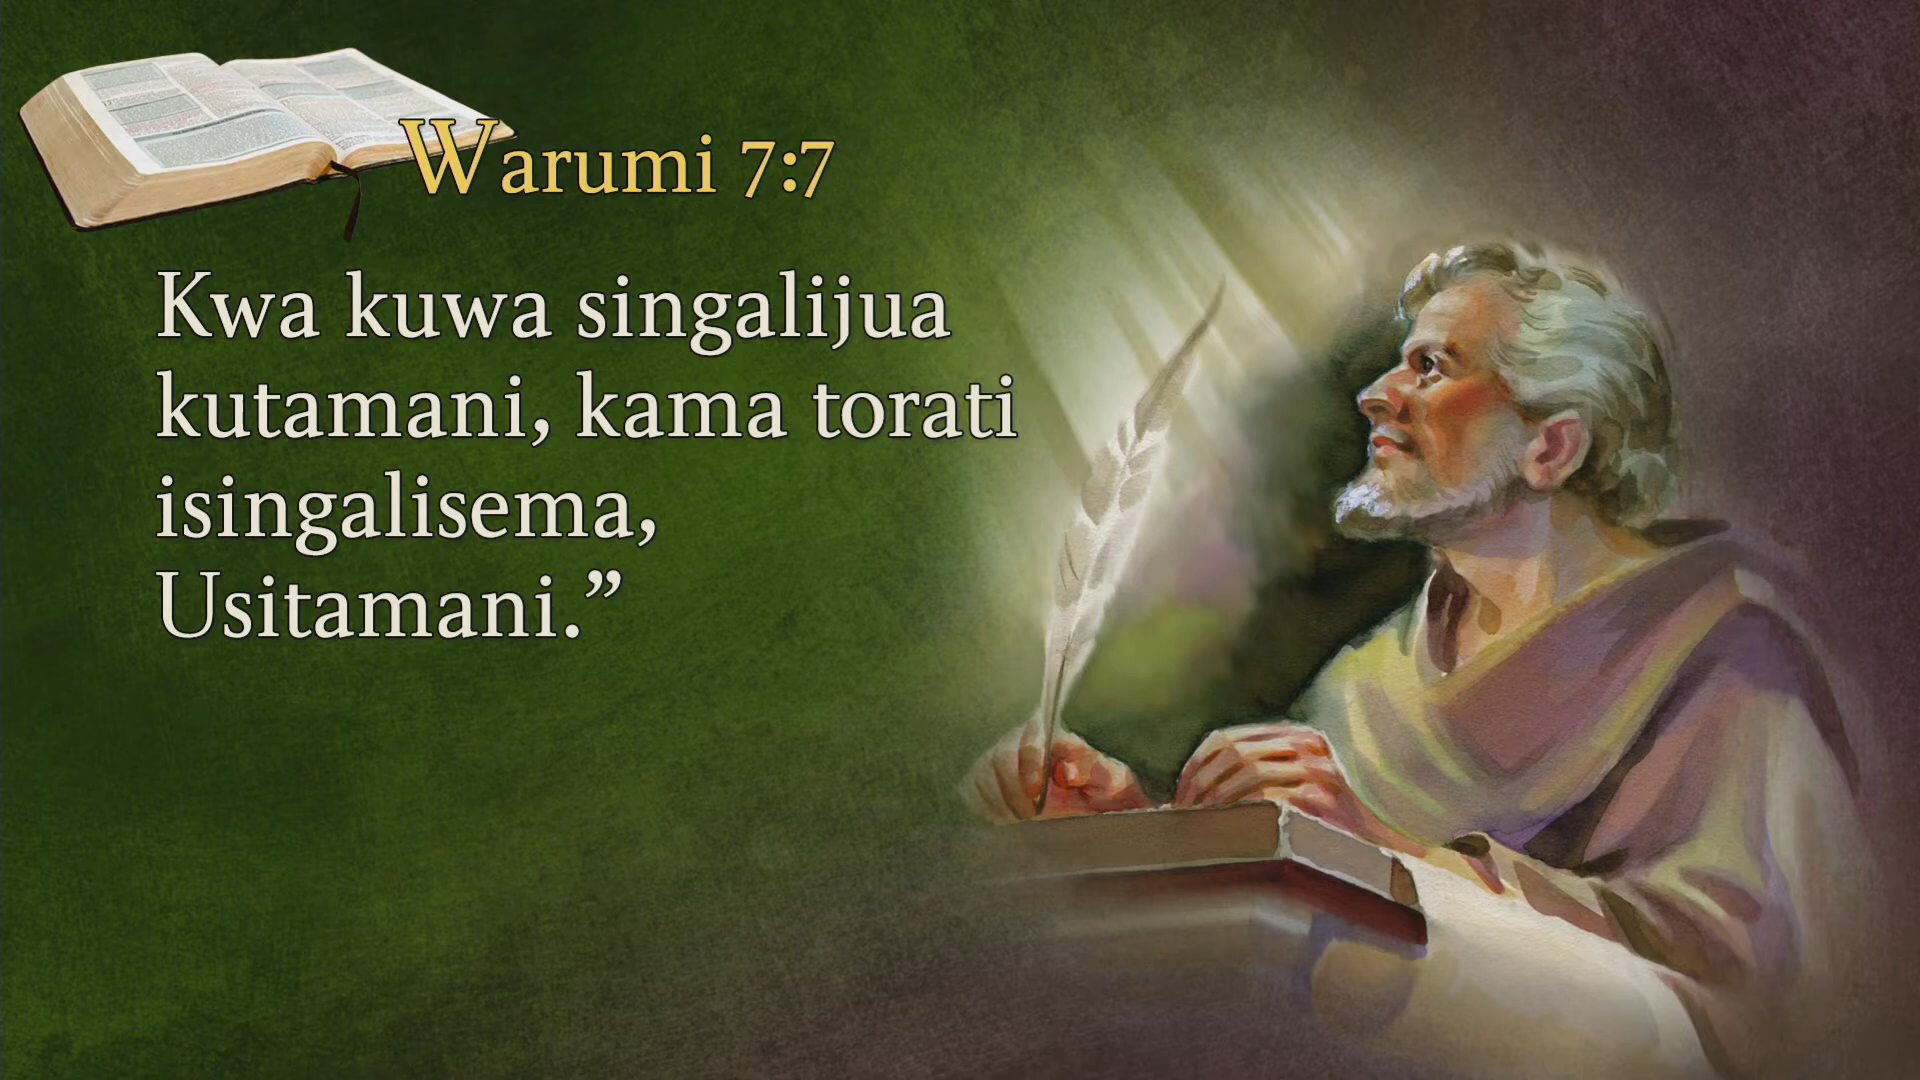 Warumi 7:7
Kwa kuwa singalijua
kutamani, kama torati
isingalisema,
Usitamani.”